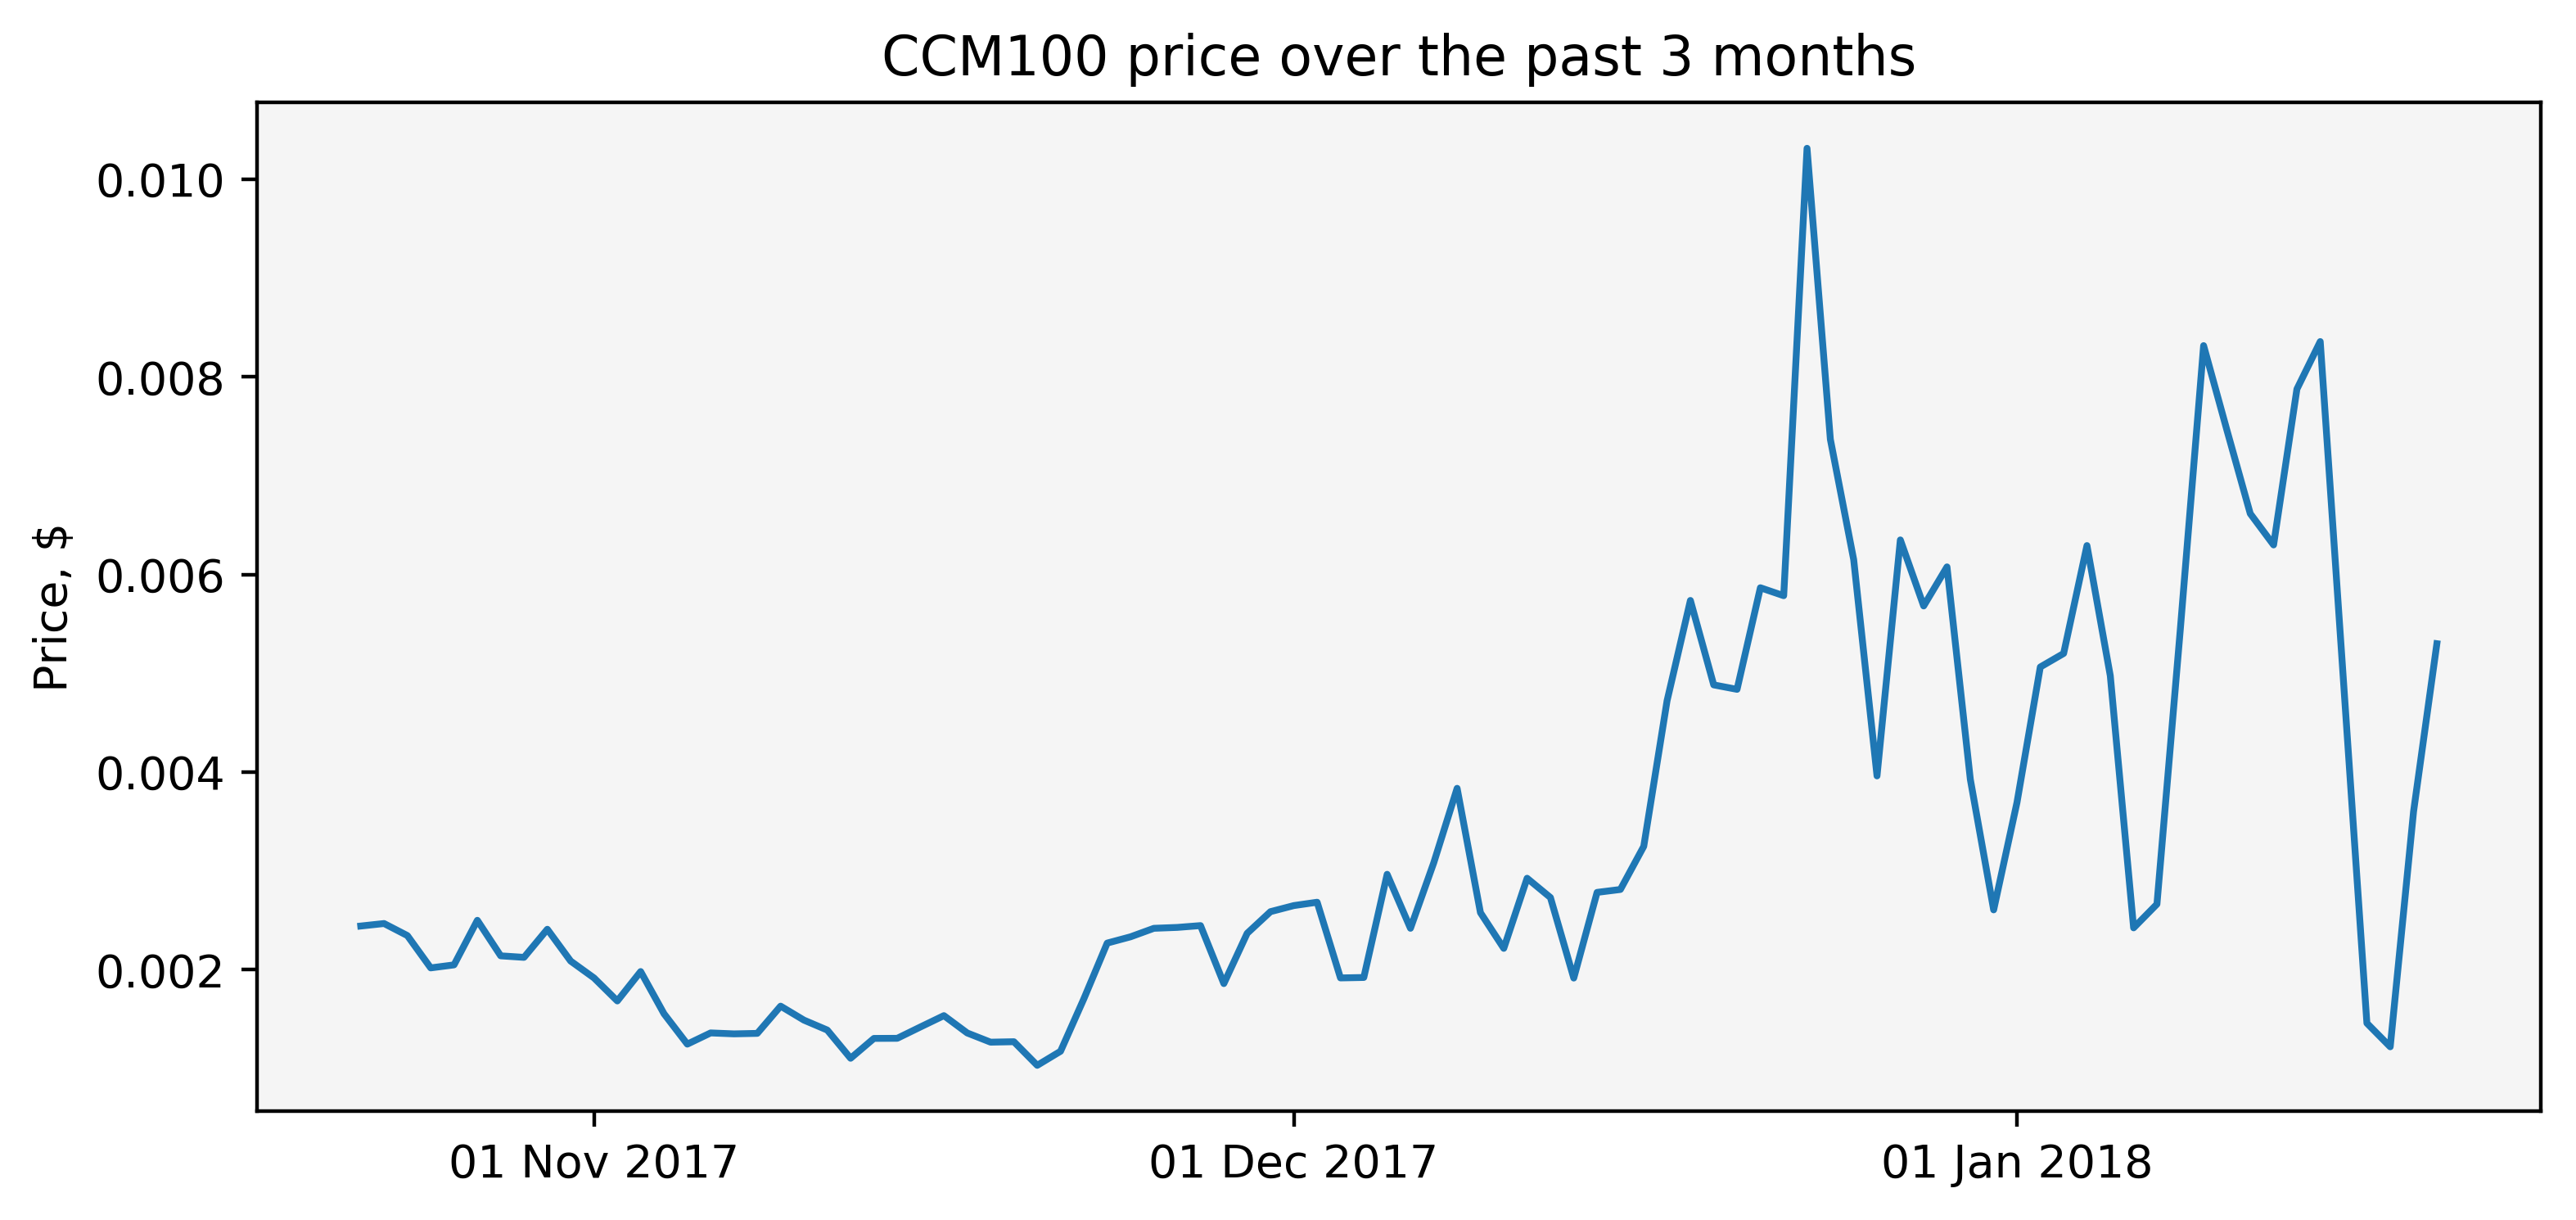 CCM100 price over the past 3 months
Price, $
0.010
0.008
0.006
0.004
0.002
01 Nov 2017
01 Dec 2017
01 Jan 2018